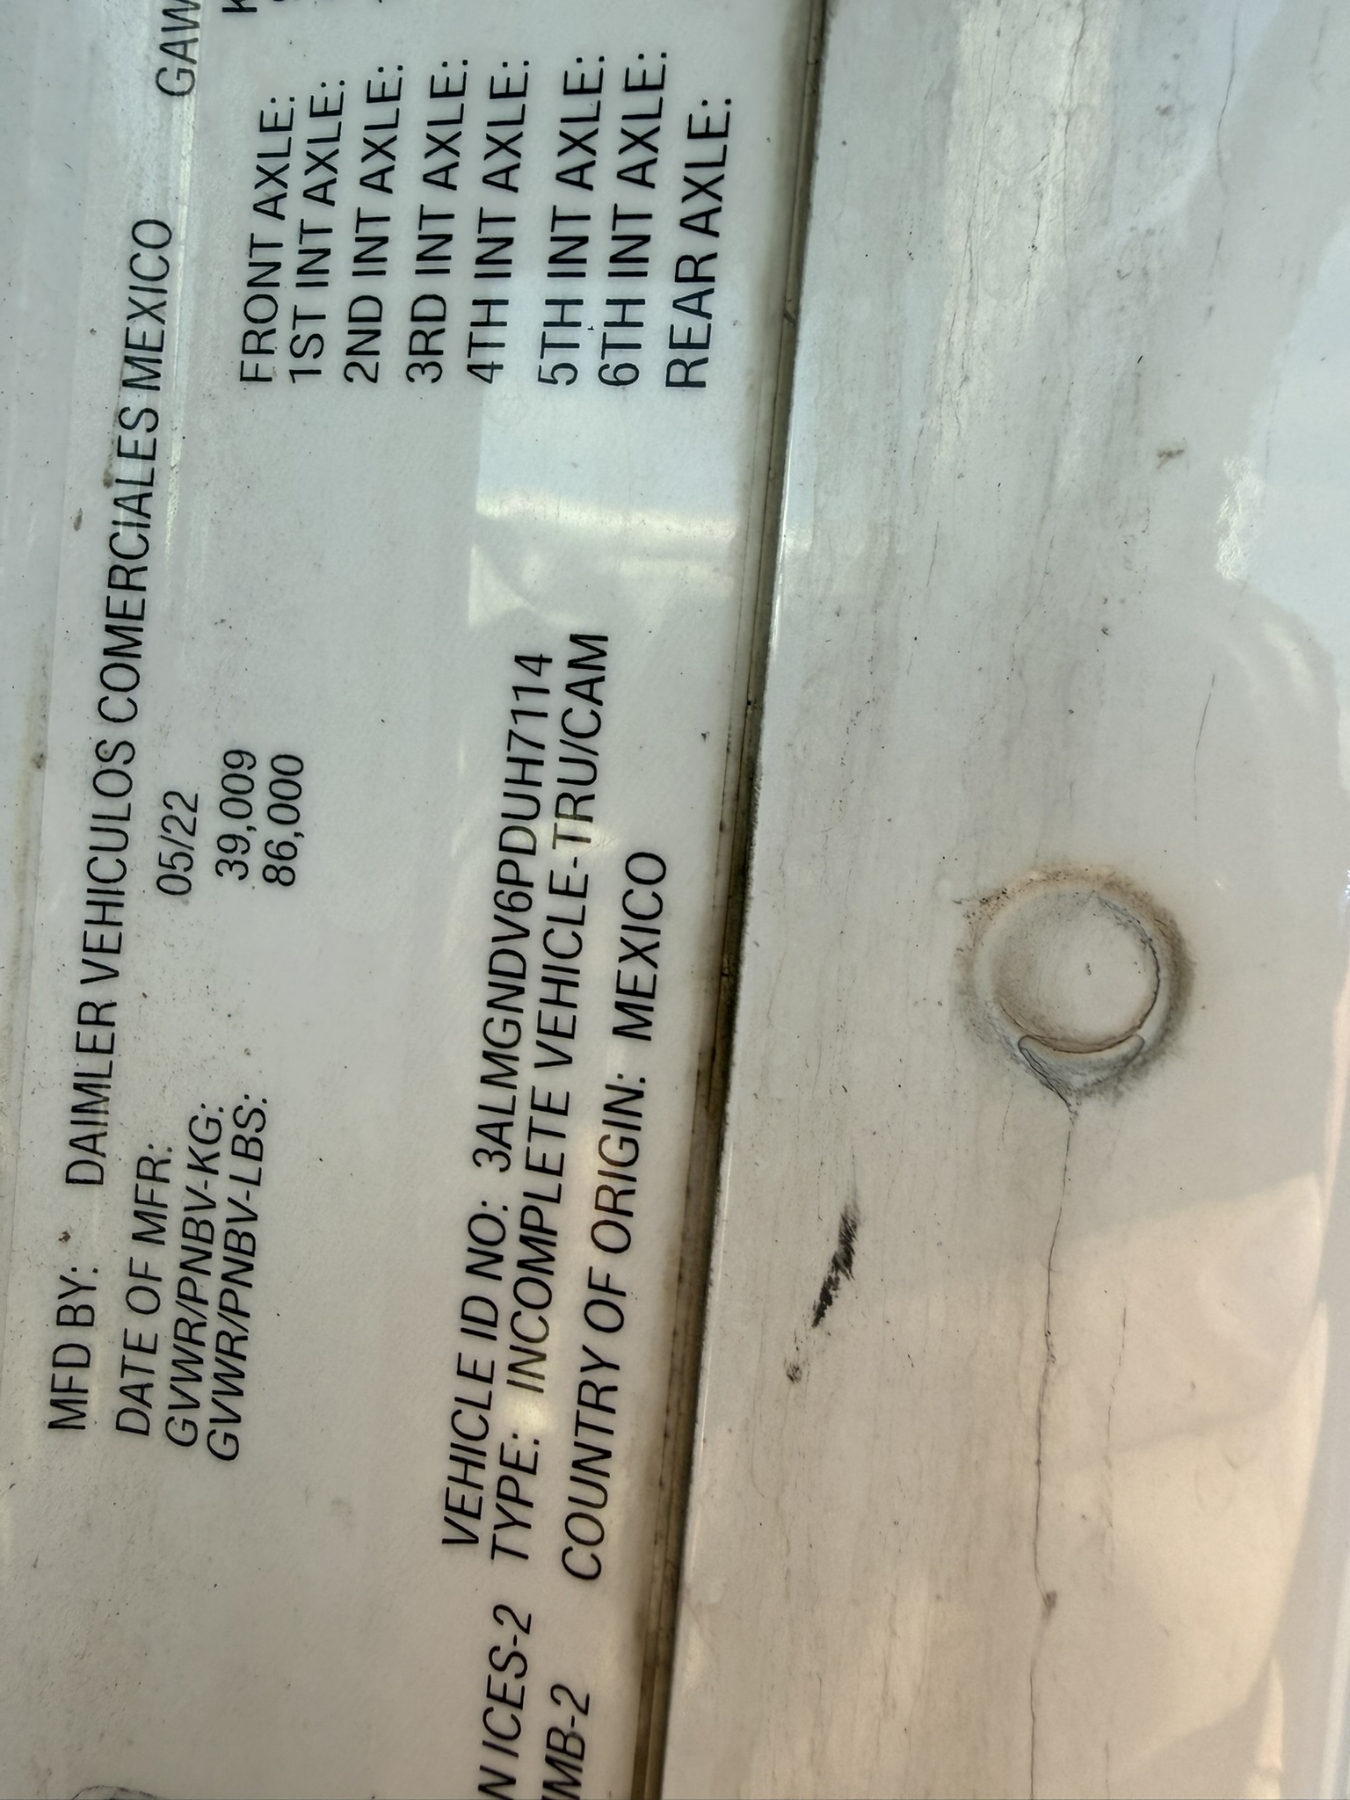 MFD BY: DAIMLER VEHICULOS COMERCIALES MEXICO
DATE OF MFR: 05/22
GVWR/PNBV-KG: 39,009
GVWR/PNBV-LBS: 86,000
VEHICLE ID NO: 3ALMGNDV6PDUH7114
TYPE: INCOMPLETE VEHICLE-TRU/CAM
COUNTRY OF ORIGIN: MEXICO
ICES-2
NMB-2
GAW
FRONT AXLE:
1ST INT AXLE:
2ND INT AXLE:
3RD INT AXLE:
4TH INT AXLE:
5TH INT AXLE:
6TH INT AXLE:
REAR AXLE: